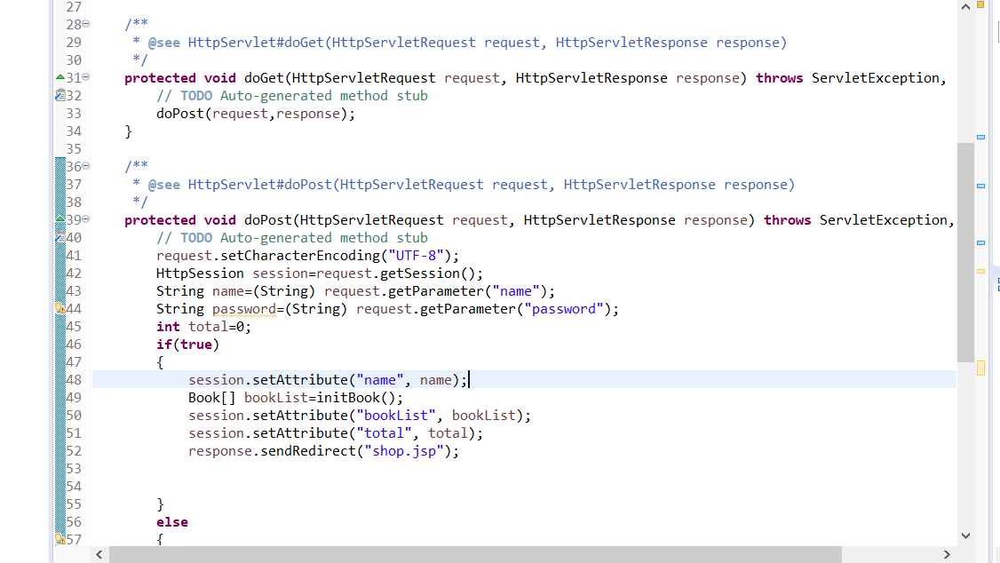 27
28 /**
29 * @see HttpServlet#doGet(HttpServletRequest request, HttpServletResponse response)
30 */
31 protected void doGet(HttpServletRequest request, HttpServletResponse response) throws ServletException,
32 // TODO Auto-generated method stub
33 doPost(request,response);
34 }
35
36 /**
37 * @see HttpServlet#doPost(HttpServletRequest request, HttpServletResponse response)
38 */
39 protected void doPost(HttpServletRequest request, HttpServletResponse response) throws ServletException,
40 // TODO Auto-generated method stub
41 request.setCharacterEncoding("UTF-8");
42 HttpSession session=request.getSession();
43 String name=(String) request.getParameter("name");
44 String password=(String) request.getParameter("password");
45 int total=0;
46 if(true)
47 {
48 session.setAttribute("name", name);
49 Book[] bookList=initBook();
50 session.setAttribute("bookList", bookList);
51 session.setAttribute("total", total);
52 response.sendRedirect("shop.jsp");
53
54
55 }
56 else
57 {